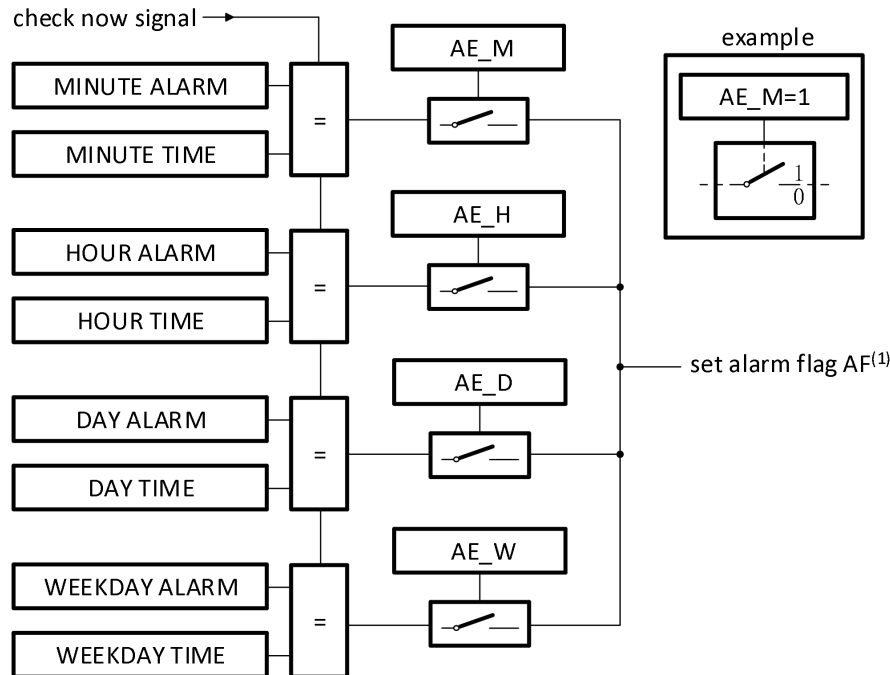 check now signal
MINUTE ALARM
MINUTE TIME
=
AE_M
example
AE_M=1
1
0
HOUR ALARM
HOUR TIME
=
AE_H
set alarm flag AF(1)
DAY ALARM
DAY TIME
=
AE_D
WEEKDAY ALARM
WEEKDAY TIME
=
AE_W